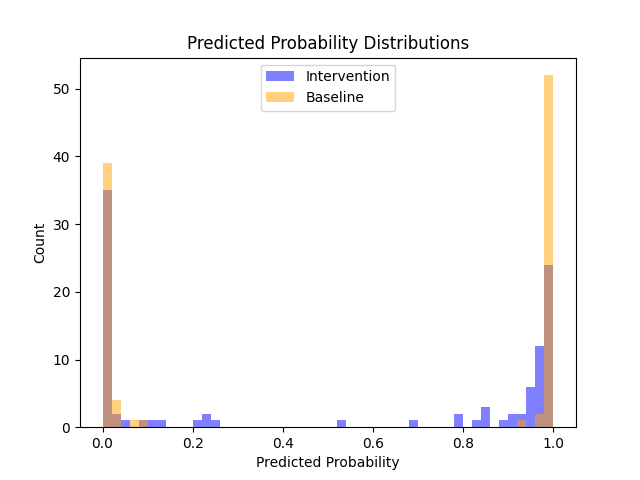 Predicted Probability Distributions
Intervention
Baseline
50
40
30
20
10
0
Count
0.0 0.2 0.4 0.6 0.8 1.0
Predicted Probability